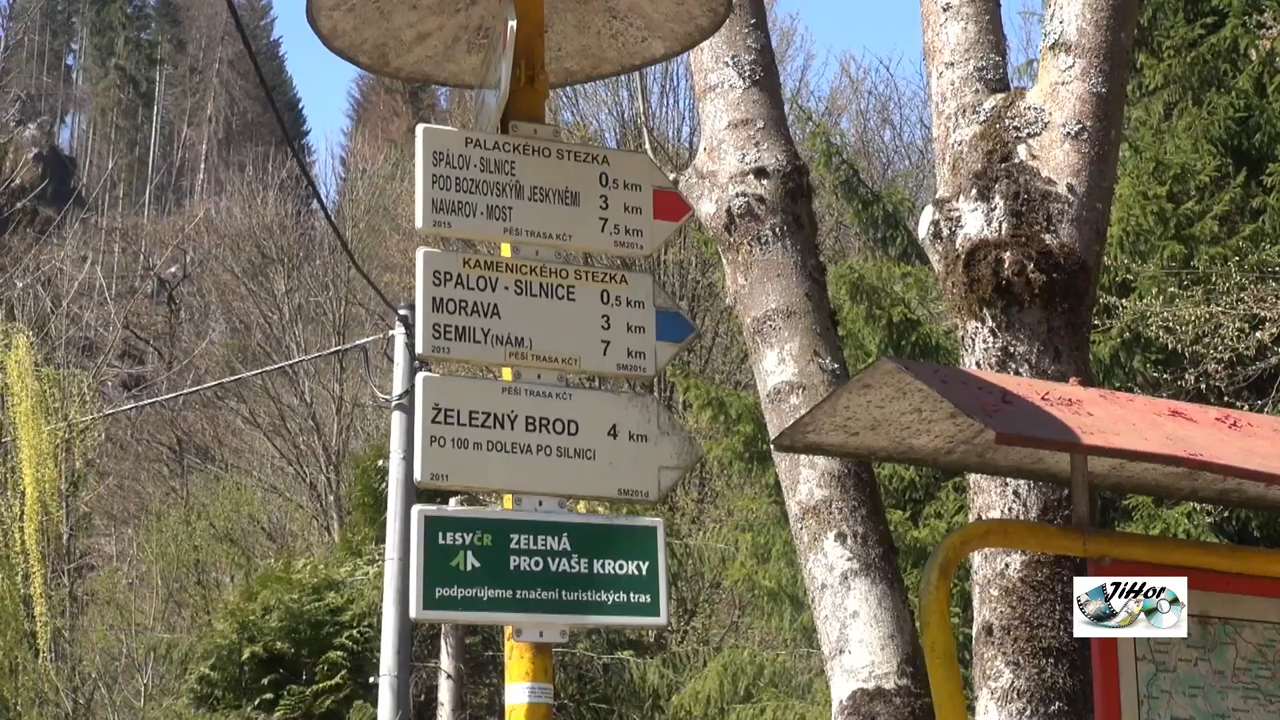 PALACKÉHO STEZKA
SPÁLOV - SILNICE 0,5 km
POD BOZKOVSKÝMI JESKYNĚMI 3 km
NAVAROV - MOST 7,5 km
2015 PĚŠÍ TRASA KČT SM201a
KAMENICKÉHO STEZKA
SPÁLOV - SILNICE 0,5 km
MORAVA 3 km
SEMILY (NÁM.) 7 km
2013 PĚŠÍ TRASA KČT SM201c
PĚŠÍ TRASA KČT
ŽELEZNÝ BROD 4 km
PO 100 m DOLEVA PO SILNICI
2011 SM201d
LESY ČR ZELENÁ
PRO VAŠE KROKY
podporujeme značení turistických tras
JiHor